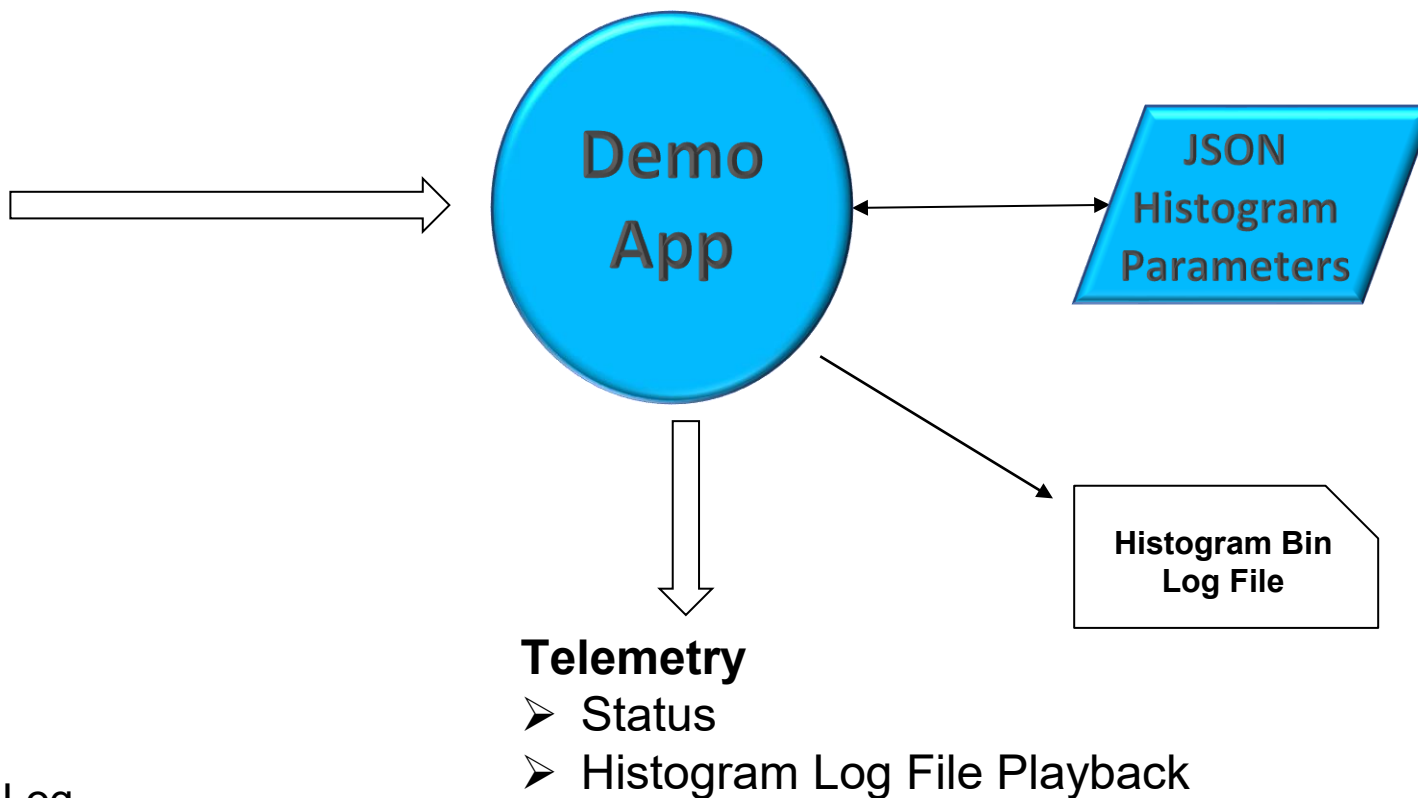 Demo
App
JSON
Histogram
Parameters
Histogram Bin
Log File
Telemetry
➢ Status
➢ Histogram Log File Playback